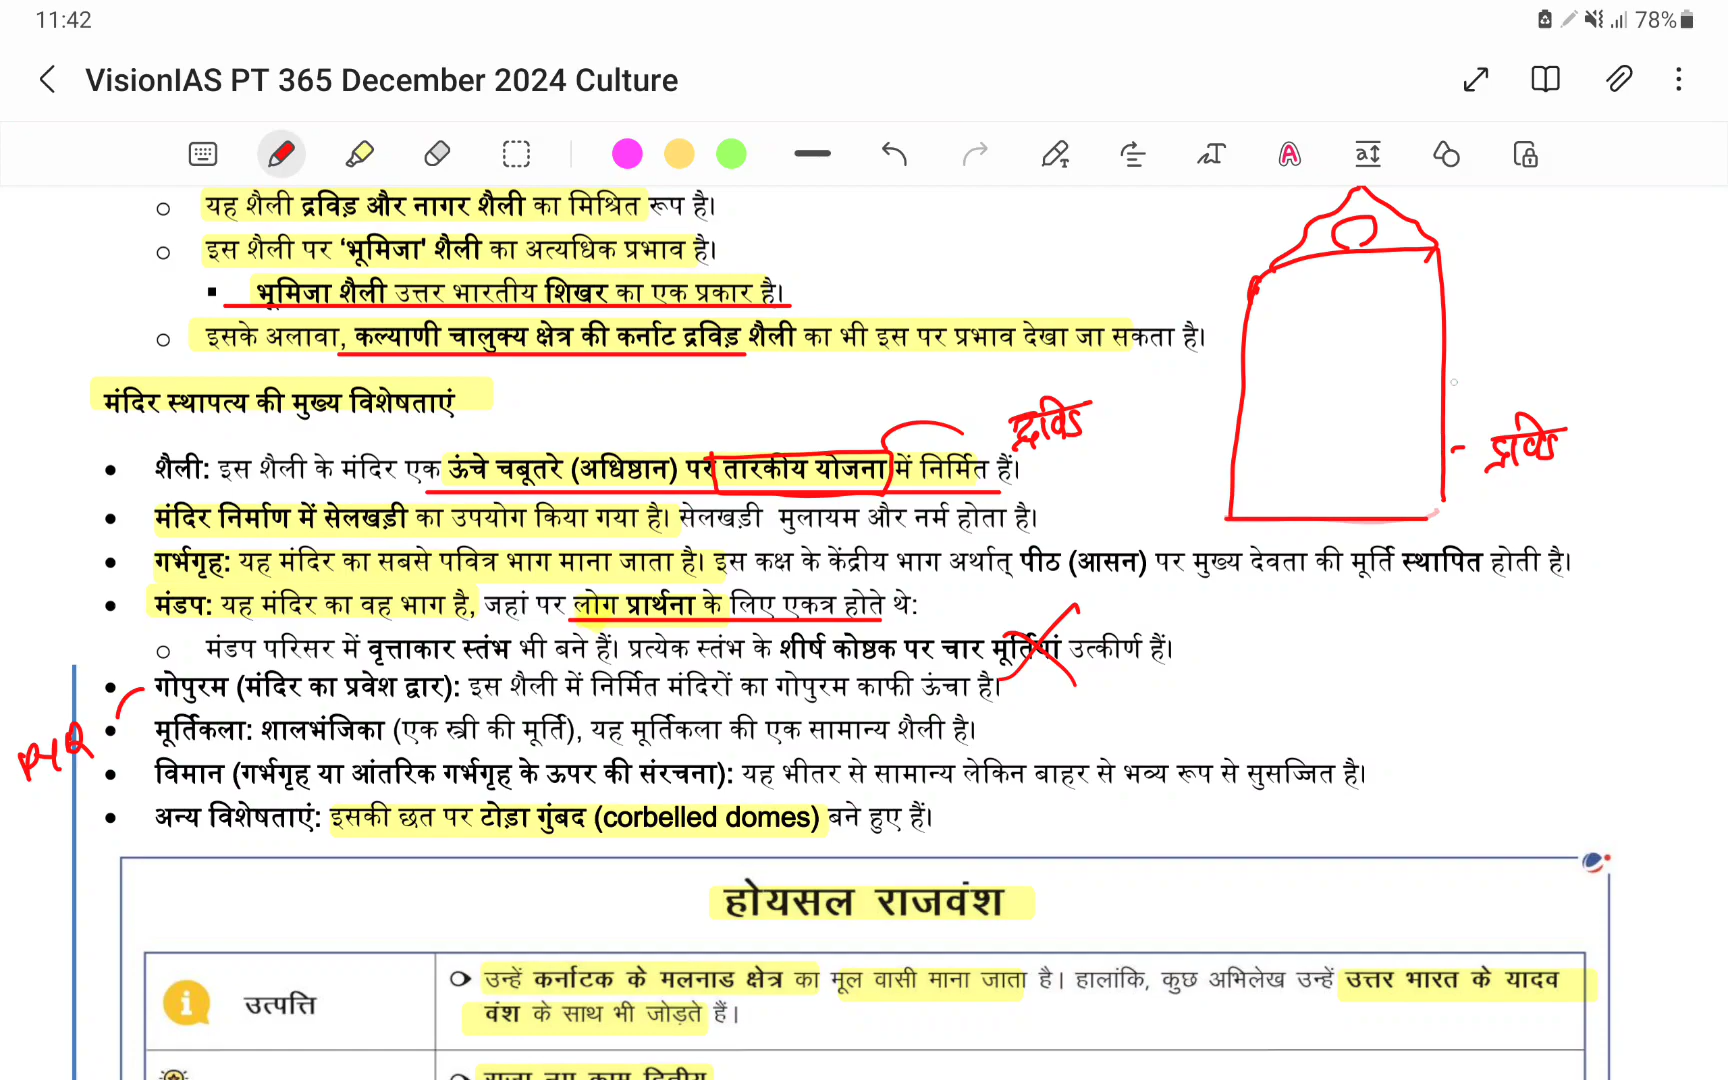 11:42
78%
VisionIAS PT 365 December 2024 Culture
यह शैली द्रविड़ और नागर शैली का मिश्रित रूप है।
इस शैली पर ‘भूमिजा' शैली का अत्यधिक प्रभाव है।
भूमिजा शैली उत्तर भारतीय शिखर का एक प्रकार है।
इसके अलावा, कल्याणी चालुक्य क्षेत्र की कर्नाट द्रविड़ शैली का भी इस पर प्रभाव देखा जा सकता है।
मंदिर स्थापत्य की मुख्य विशेषताएं
द्रविड
- द्रविड
शैली: इस शैली के मंदिर एक ऊंचे चबूतरे (अधिष्ठान) पर तारकीय योजना में निर्मित हैं।
मंदिर निर्माण में सेलखड़ी का उपयोग किया गया है। सेलखड़ी मुलायम और नर्म होता है।
गर्भगृह: यह मंदिर का सबसे पवित्र भाग माना जाता है। इस कक्ष के केंद्रीय भाग अर्थात् पीठ (आसन) पर मुख्य देवता की मूर्ति स्थापित होती है।
मंडप: यह मंदिर का वह भाग है, जहां पर लोग प्रार्थना के लिए एकत्र होते थे:
मंडप परिसर में वृत्ताकार स्तंभ भी बने हैं। प्रत्येक स्तंभ के शीर्ष कोष्ठक पर चार मूर्तियां उत्कीर्ण हैं।
गोपुरम (मंदिर का प्रवेश द्वार): इस शैली में निर्मित मंदिरों का गोपुरम काफी ऊंचा है।
मूर्तिकला: शालभंजिका (एक स्त्री की मूर्ति), यह मूर्तिकला की एक सामान्य शैली है।
विमान (गर्भगृह या आंतरिक गर्भगृह के ऊपर की संरचना): यह भीतर से सामान्य लेकिन बाहर से भव्य रूप से सुसज्जित है।
अन्य विशेषताएं: इसकी छत पर टोड़ा गुंबद (corbelled domes) बने हुए हैं।
होयसल राजवंश
उत्पत्ति
उन्हें कर्नाटक के मलनाड क्षेत्र का मूल वासी माना जाता है। हालांकि, कुछ अभिलेख उन्हें उत्तर भारत के यादव
वंश के साथ भी जोड़ते हैं।